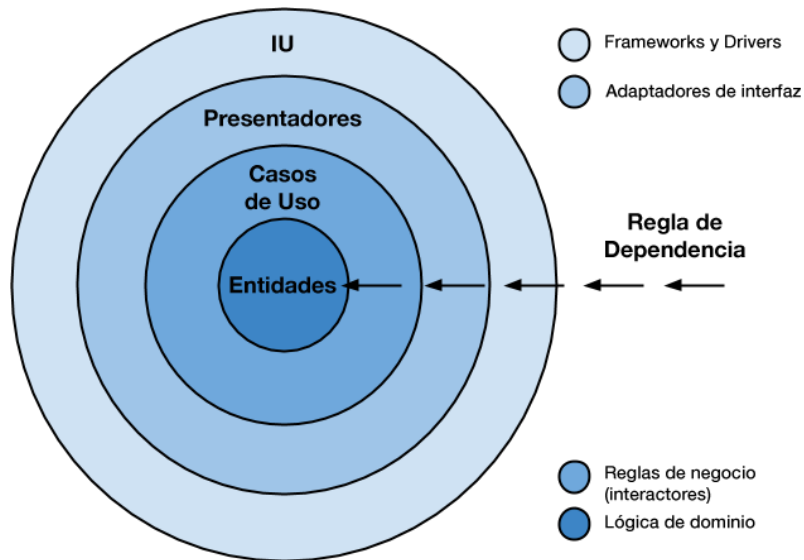 IU
Presentadores
Casos
de Uso
Entidades
Frameworks y Drivers
Adaptadores de interfaz
Regla de
Dependencia
Reglas de negocio
(interactores)
Lógica de dominio